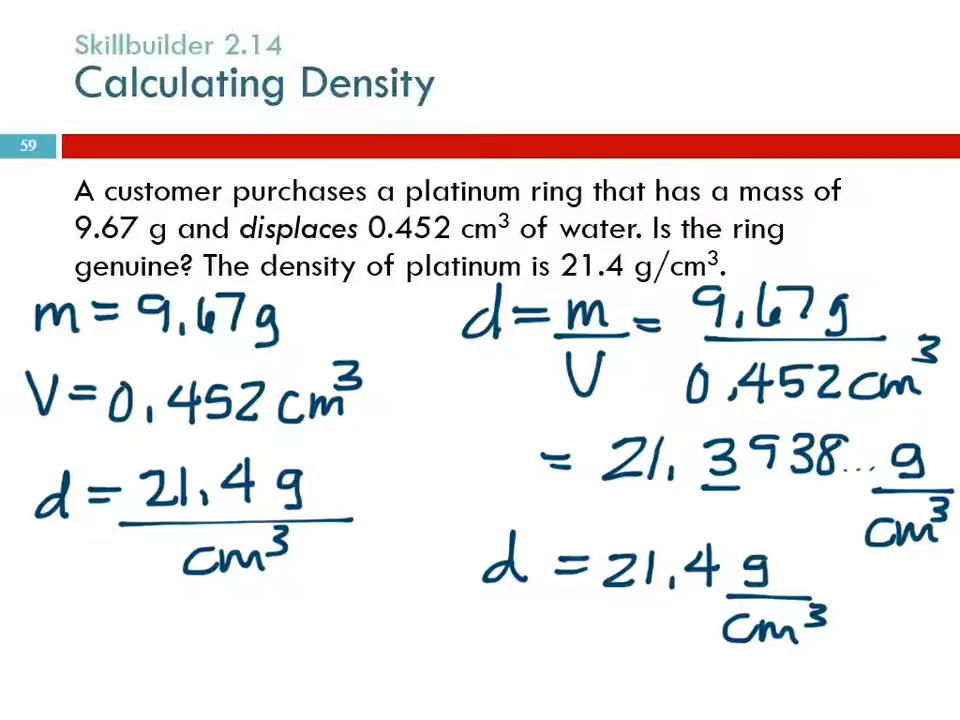 Skillbuilder 2.14
Calculating Density
59
A customer purchases a platinum ring that has a mass of
9.67 g and displaces 0.452 cm³ of water. Is the ring
genuine? The density of platinum is 21.4 g/cm³.
m = 9.67g
V = 0.452 cm³
d = 21.4 g
cm³
d = m = 9.67 g
V 0.452 cm³
= 21.3938... g
cm³
d = 21.4 g
cm³